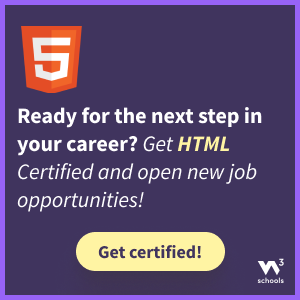 5
Ready for the next step in
your career? Get HTML
Certified and open new job
opportunities!
Get certified!
w3
schools